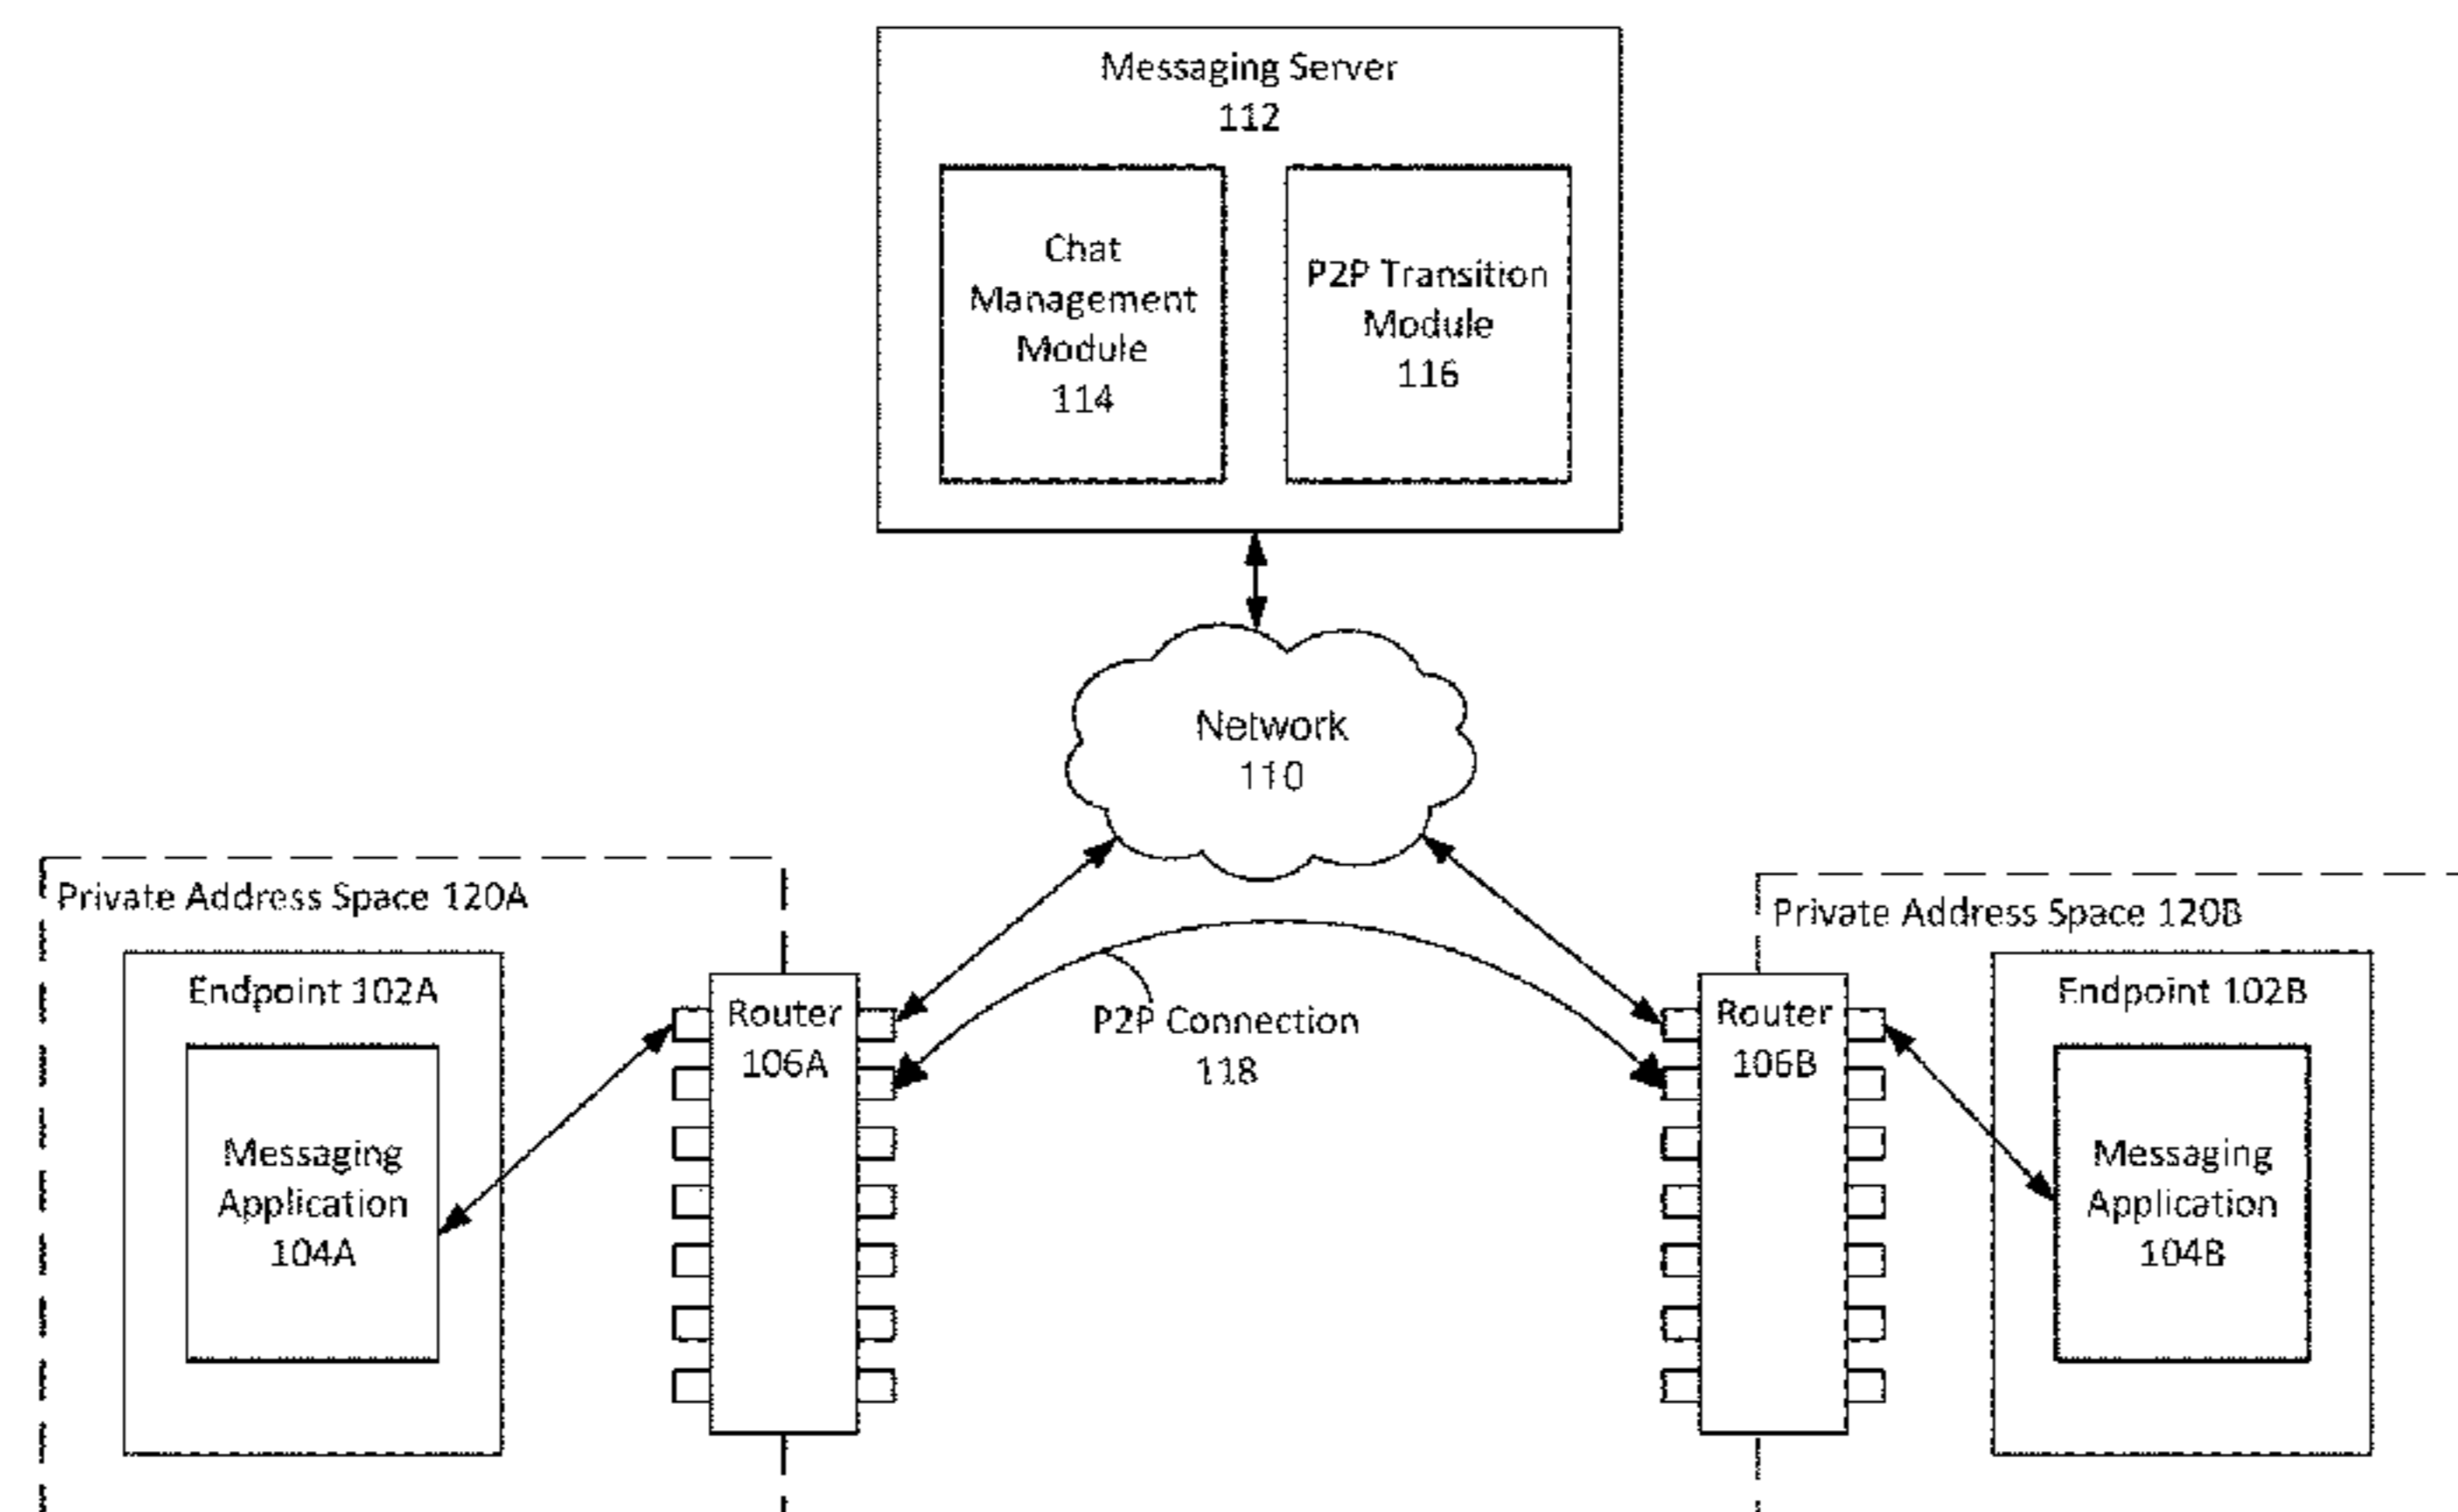 Messaging Server
112
Chat
Management
Module
114
P2P Transition
Module
116
Network
110
Private Address Space 120A
Endpoint 102A
Messaging
Application
104A
Router
106A
P2P Connection
118
Private Address Space 120B
Router
106B
Endpoint 102B
Messaging
Application
104B